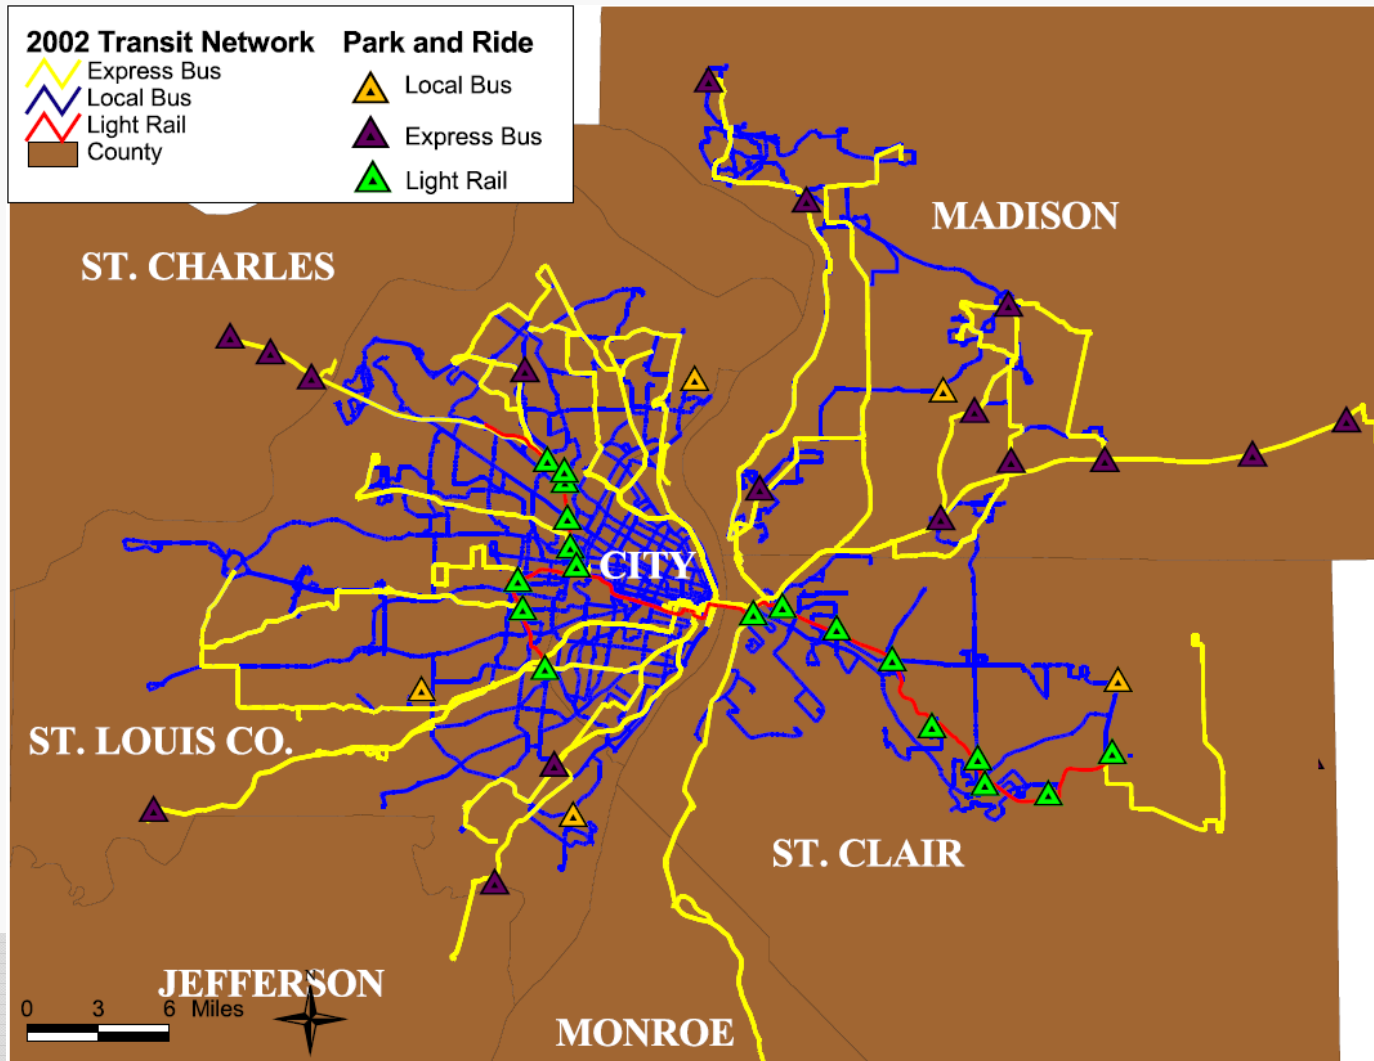 2002 Transit Network
Express Bus
Local Bus
Light Rail
County
Park and Ride
Local Bus
Express Bus
Light Rail
MADISON
ST. CHARLES
CITY
ST. LOUIS CO.
ST. CLAIR
JEFFERSON
N
0 3 6 Miles
MONROE